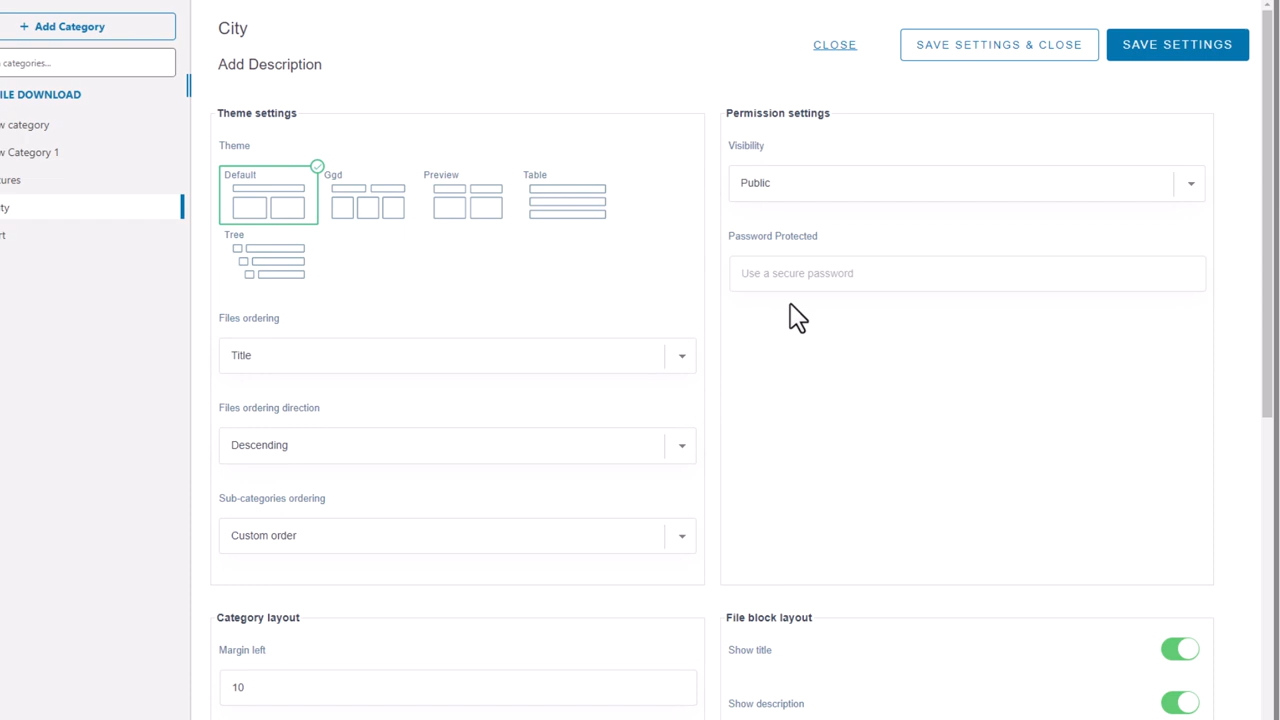 + Add Category
categories...
ILE DOWNLOAD
w category
w Category 1
ures
ty
rt
City
Add Description
CLOSE
SAVE SETTINGS & CLOSE
SAVE SETTINGS
Theme settings
Theme
Default
Ggd
Preview
Table
Tree
Files ordering
Title
Files ordering direction
Descending
Sub-categories ordering
Custom order
Permission settings
Visibility
Public
Password Protected
Use a secure password
Category layout
Margin left
10
File block layout
Show title
Show description